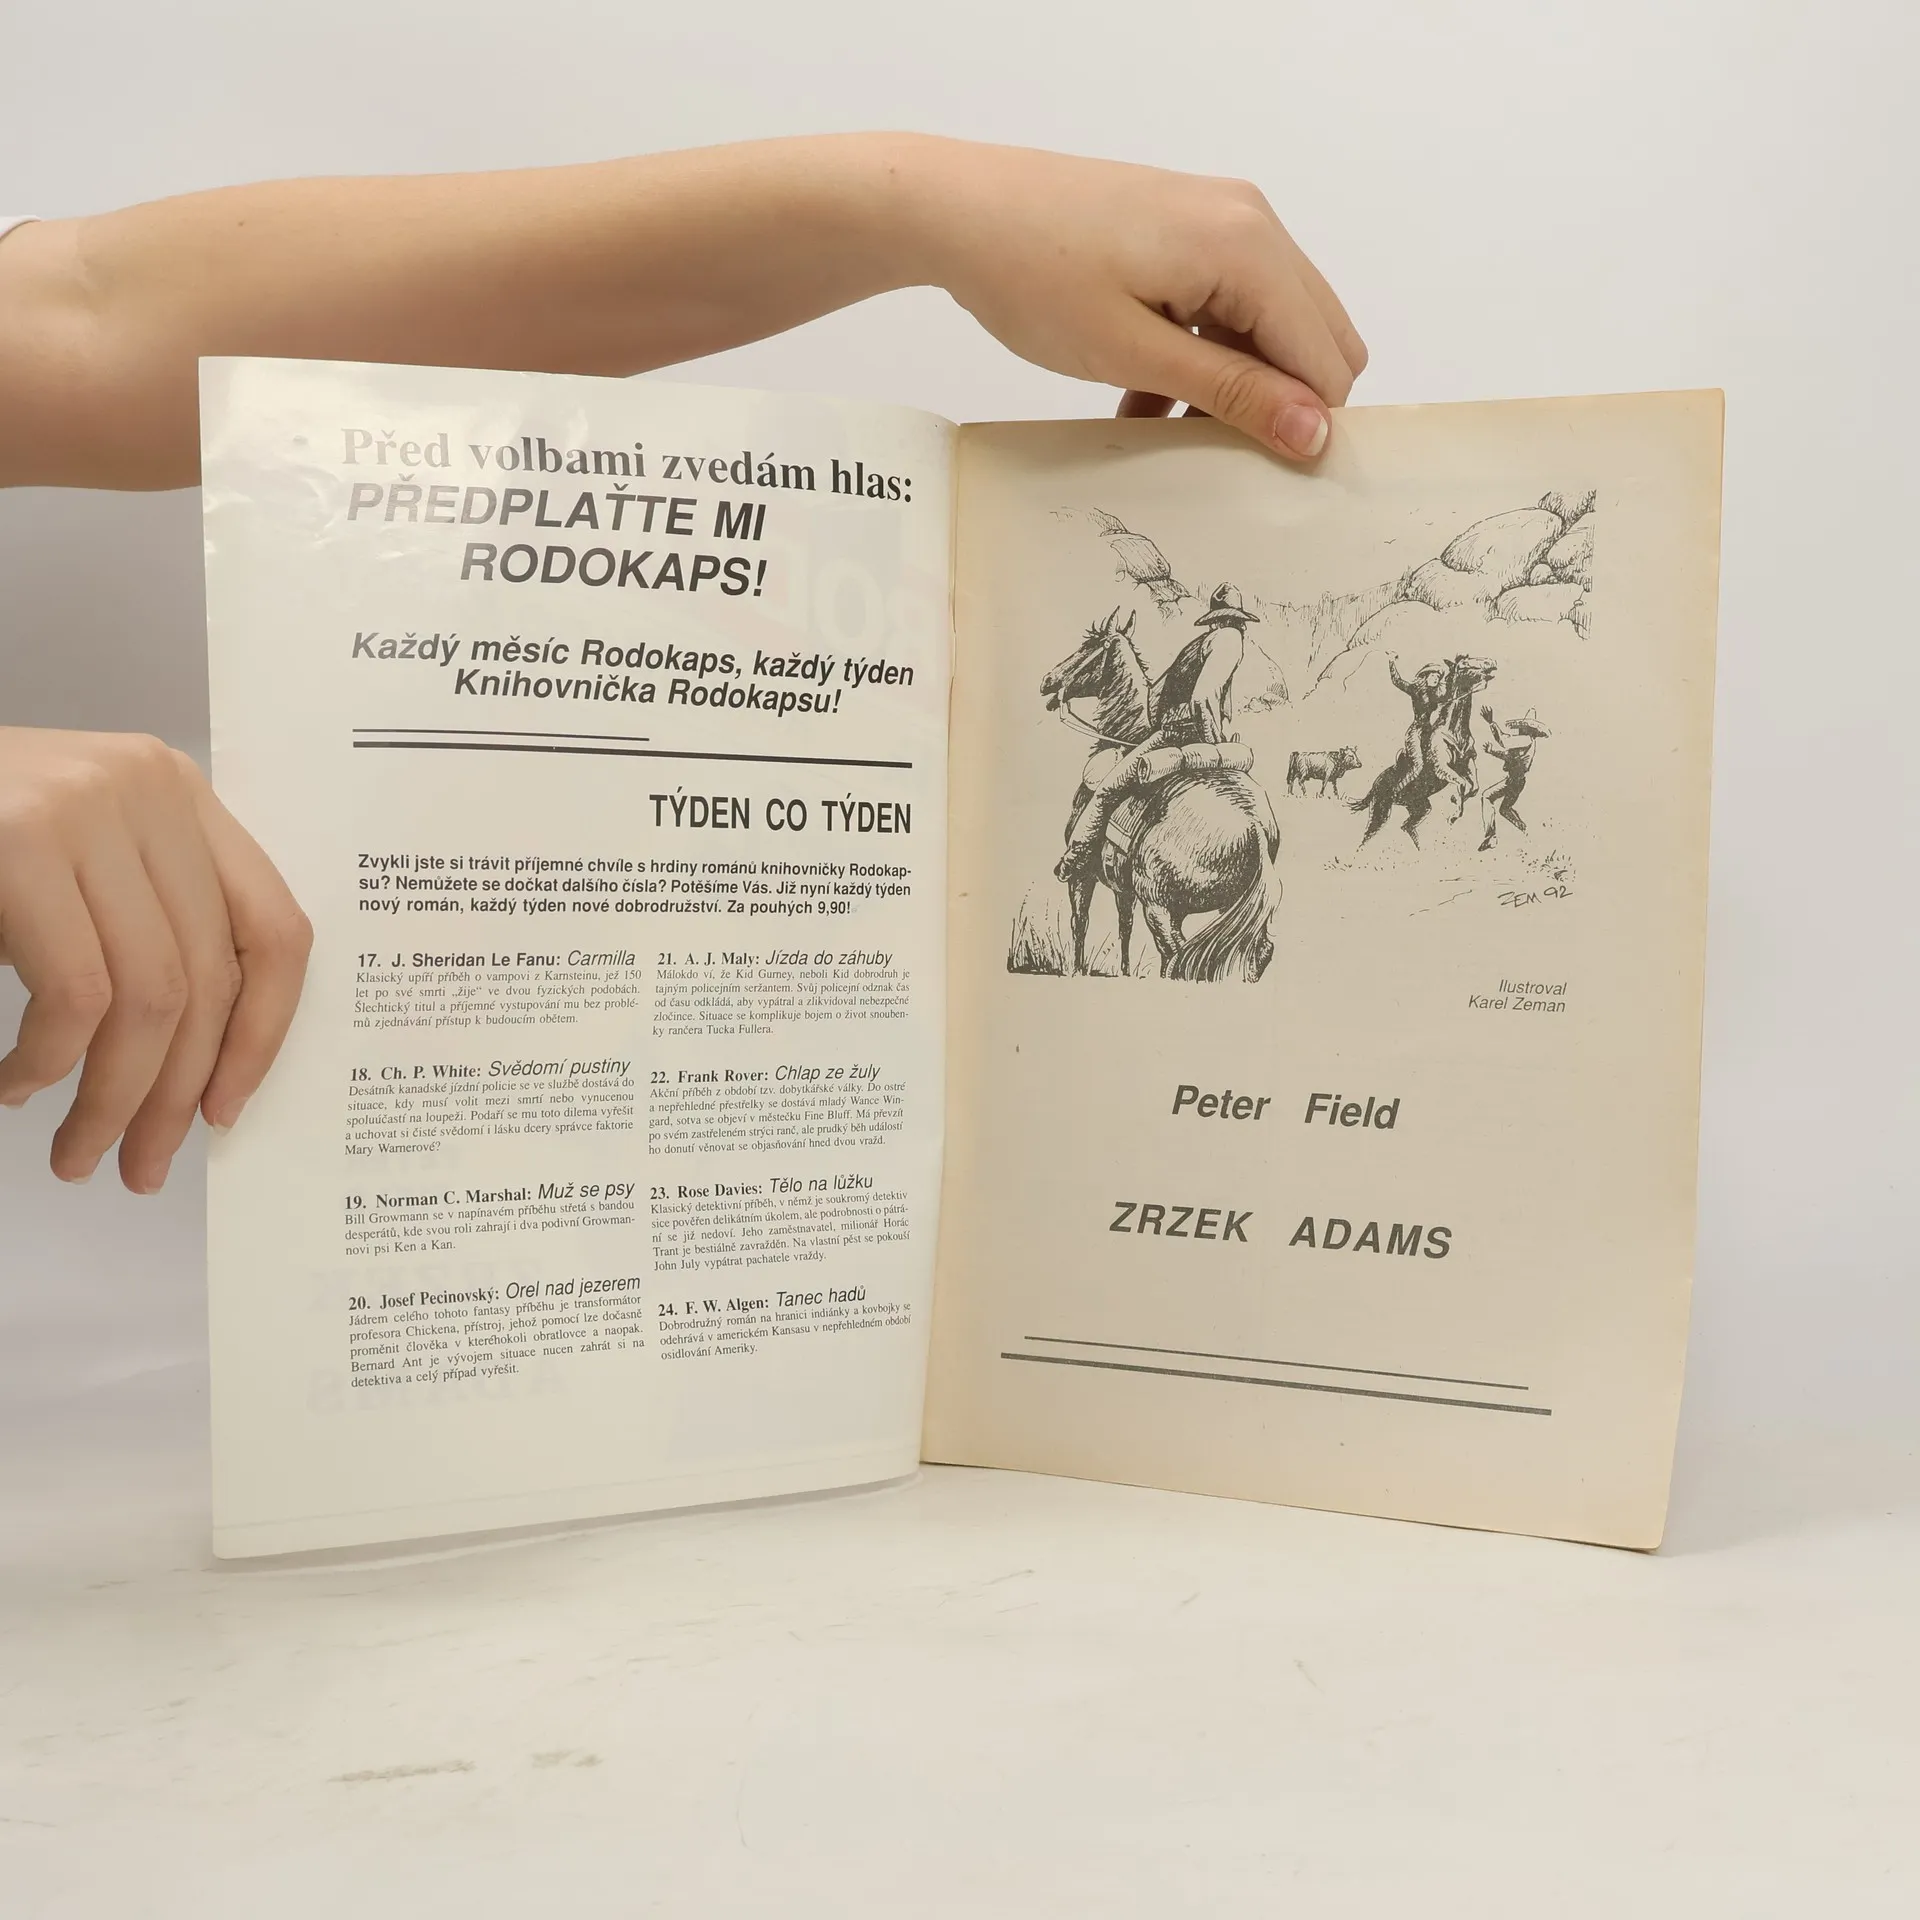 Před volbami zvedám hlas:
PŘEDPLAŤTE MI
RODOKAPS!
Každý měsíc Rodokaps, každý týden
Knihovnička Rodokapsu!
TÝDEN CO TÝDEN
Zvykli jste si trávit příjemné chvíle s hrdiny románů knihovničky Rodokap-
su? Nemůžete se dočkat dalšího čísla? Potěšíme Vás. Již nyní každý týden
nový román, každý týden nové dobrodružství. Za pouhých 9,90!
17. J. Sheridan Le Fanu: Carmilla
Klasický upíří příběh o vampovi z Karnsteinu, jež 150
let po své smrti „žije“ ve dvou fyzických podobách.
Šlechtický titul a příjemné vystupování mu bez problé-
mů zjednávání přístup k budoucím obětem.
18. Ch. P. White: Svědomí pustiny
Desátník kanadské jízdní policie se ve službě dostává do
situace, kdy musí volit mezi smrtí nebo vynucenou
spoluúčastí na loupeži. Podaří se mu toto dilema vyřešit
a uchovat si čisté svědomí i lásku dcery správce faktorie
Mary Warnerové?
19. Norman C. Marshal: Muž se psy
Bill Growmann se v napínavém příběhu střetá s bandou
desperátů, kde svou roli zahrají i dva podivní Growman-
novi psi Ken a Kan.
20. Josef Pecinovský: Orel nad jezerem
Jádrem celého tohoto fantasy příběhu je transformátor
profesora Chickena, přístroj, jehož pomocí lze dočasně
proměnit člověka v kteréhokoli obratlovce a naopak.
Bernard Ant je vývojem situace nucen zahrát si na
detektiva a celý případ vyřešit.
21. A. J. Maly: Jízda do záhuby
Málokdo ví, že Kid Gurney, neboli Kid dobrodruh je
tajným policejním seržantem. Svůj policejní odznak čas
od času odkládá, aby vypátral a zlikvidoval nebezpečné
zločince. Situace se komplikuje bojem o život snouben-
ky rančera Tucka Fullera.
22. Frank Rover: Chlap ze žuly
Akční příběh z období tzv. dobytkářské války. Do ostré
a nepřehledné přestřelky se dostává mladý Wance Win-
gard, sotva se objeví v městečku Fine Bluff. Má převzít
po svém zastřeleném strýci ranč, ale prudký běh událostí
ho donutí věnovat se objasňování hned dvou vražd.
23. Rose Davies: Tělo na lůžku
Klasický detektivní příběh, v němž je soukromý detektiv
sice pověřen delikátním úkolem, ale podrobnosti o pátrá-
ní se již nedoví. Jeho zaměstnavatel, milionář Horác
Trant je bestiálně zavražděn. Na vlastní pěst se pokouší
John July vypátrat pachatele vraždy.
24. F. W. Algen: Tanec hadů
Dobrodružný román na hranici indiánky a kovbojky se
odehrává v americkém Kansasu v nepřehledném období
osidlování Ameriky.
ZEM 92
Ilustroval
Karel Zeman
Peter Field
ZRZEK ADAMS